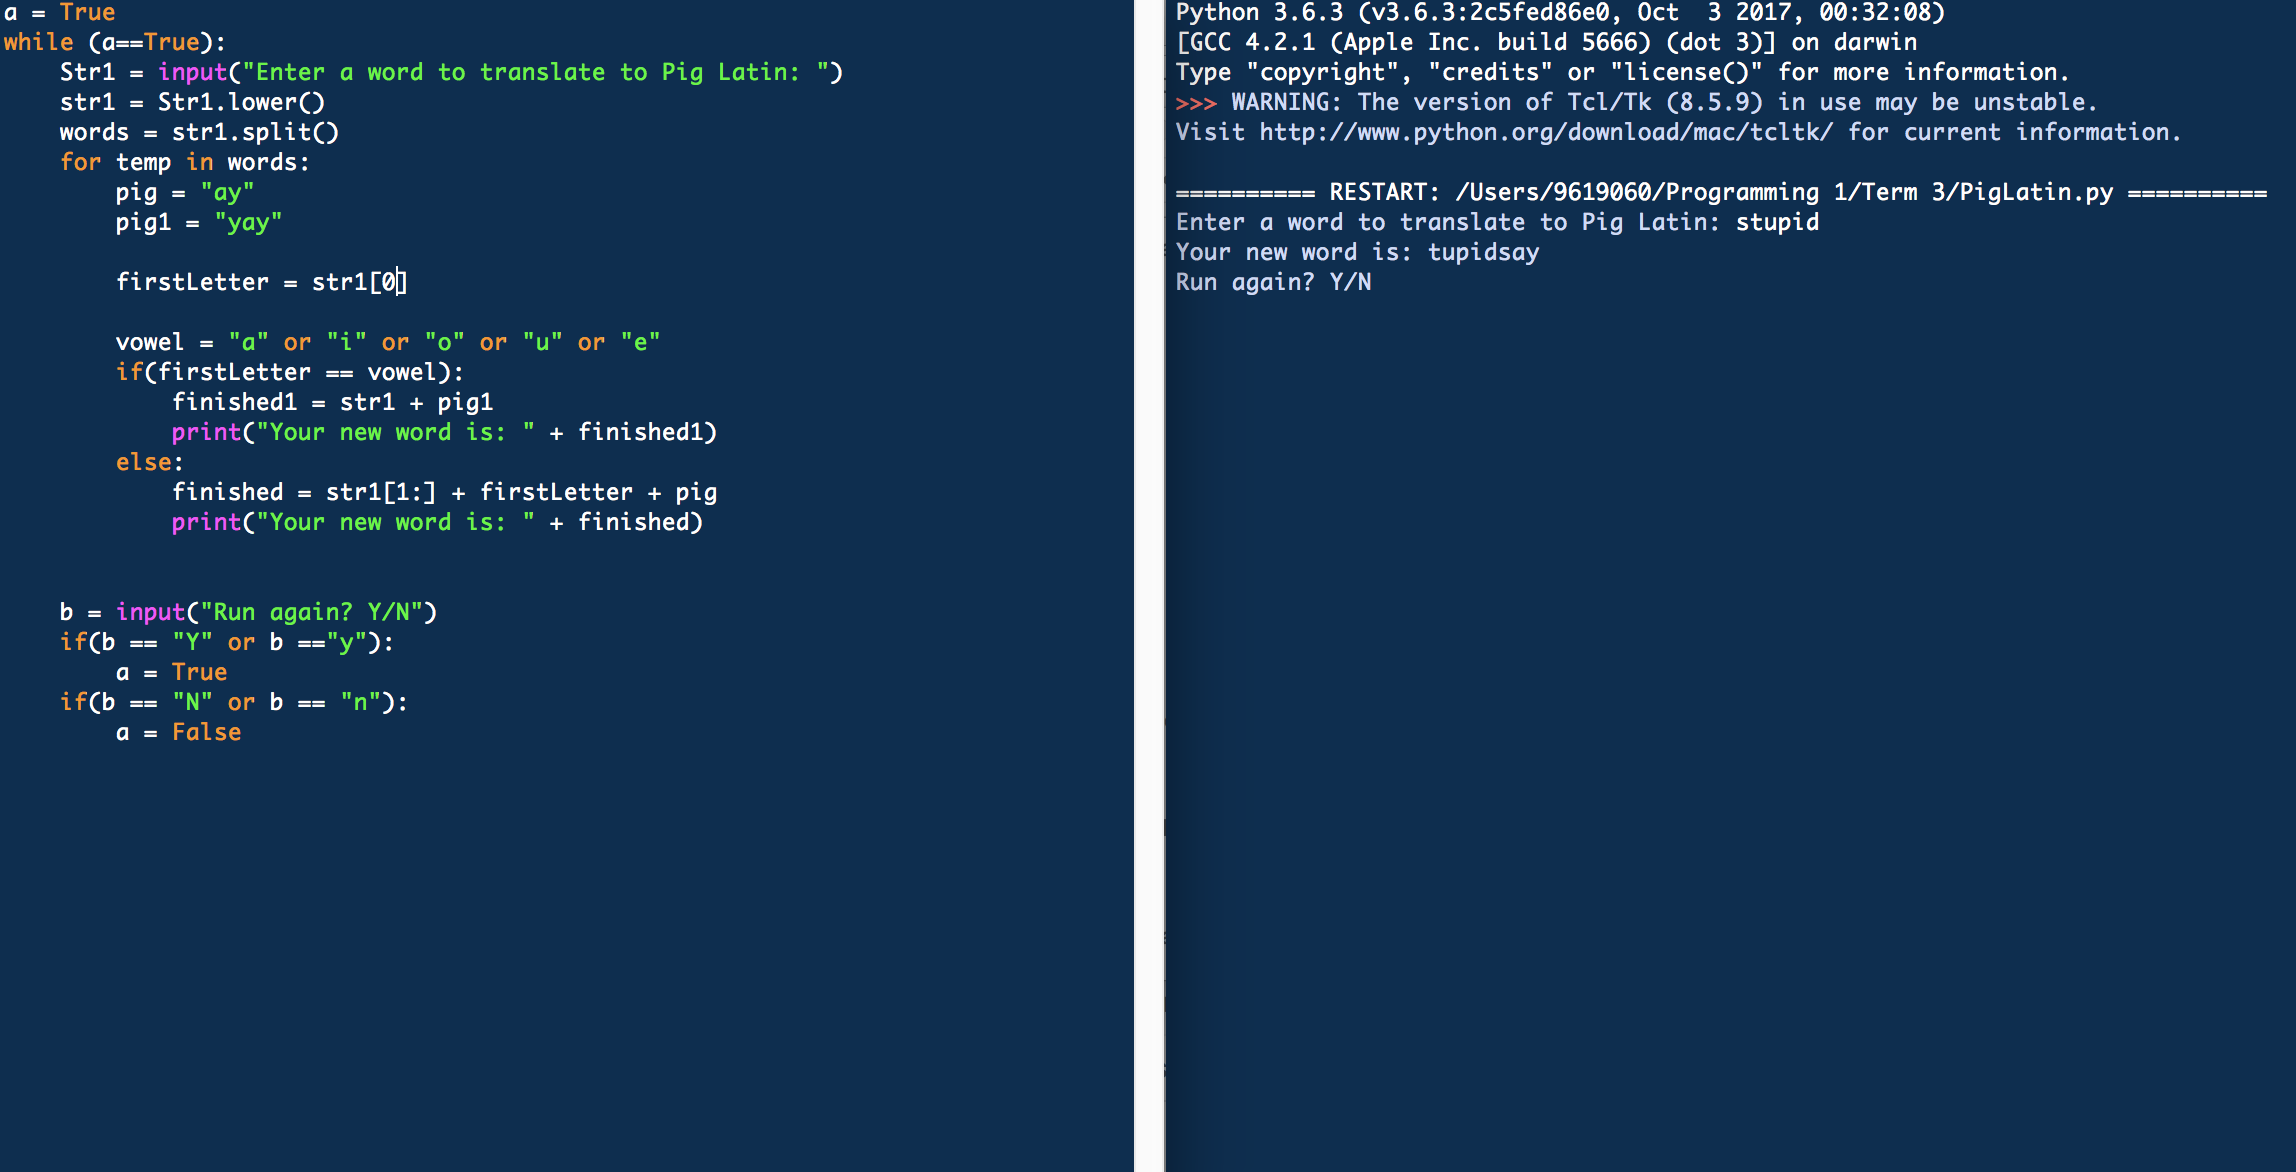 a = True
while (a==True):
    Str1 = input("Enter a word to translate to Pig Latin: ")
    str1 = Str1.lower()
    words = str1.split()
    for temp in words:
        pig = "ay"
        pig1 = "yay"
        firstLetter = str1[0]
        vowel = "a" or "i" or "o" or "u" or "e"
        if(firstLetter == vowel):
            finished1 = str1 + pig1
            print("Your new word is: " + finished1)
        else:
            finished = str1[1:] + firstLetter + pig
            print("Your new word is: " + finished)
    b = input("Run again? Y/N")
    if(b == "Y" or b =="y"):
        a = True
    if(b == "N" or b == "n"):
        a = False
Python 3.6.3 (v3.6.3:2c5fed86e0, Oct  3 2017, 00:32:08)
[GCC 4.2.1 (Apple Inc. build 5666) (dot 3)] on darwin
Type "copyright", "credits" or "license()" for more information.
>>> WARNING: The version of Tcl/Tk (8.5.9) in use may be unstable.
Visit http://www.python.org/download/mac/tcltk/ for current information.
========== RESTART: /Users/9619060/Programming 1/Term 3/PigLatin.py ==========
Enter a word to translate to Pig Latin: stupid
Your new word is: tupidsay
Run again? Y/N